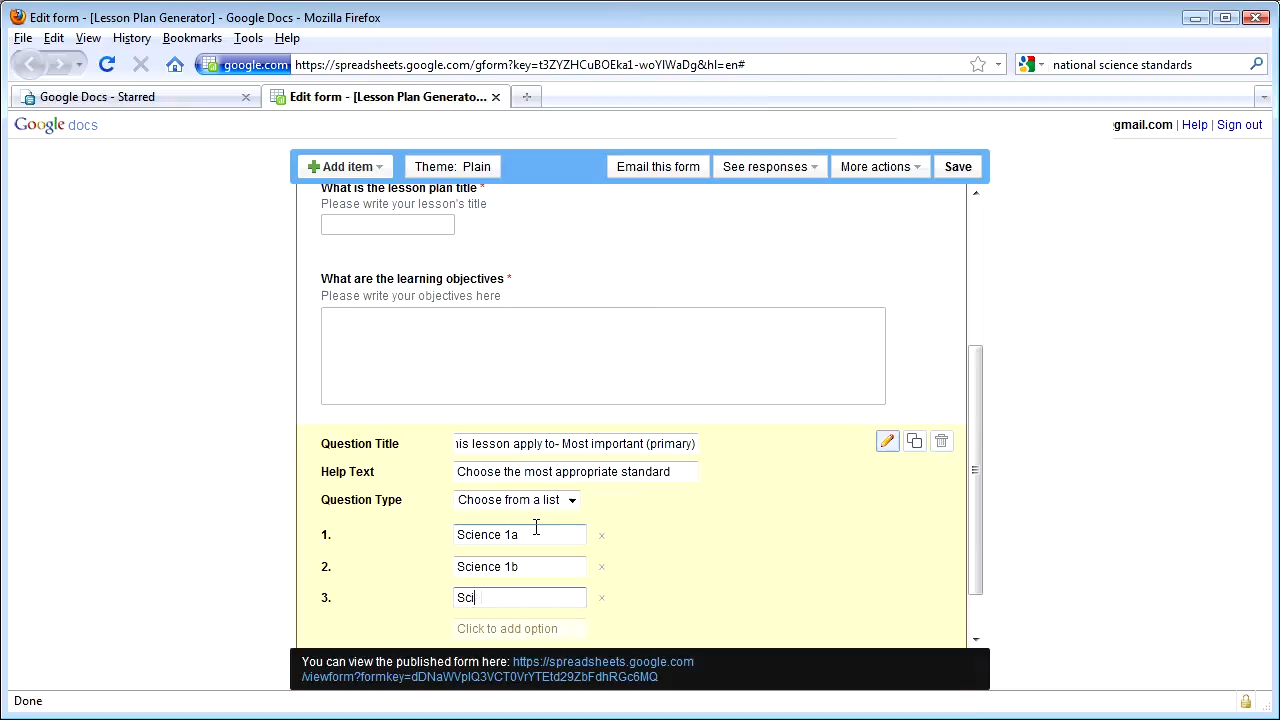 Edit form - [Lesson Plan Generator] - Google Docs - Mozilla Firefox
File Edit View History Bookmarks Tools Help
google.com https://spreadsheets.google.com/gform?key=t3ZYZHCuBOEka1-woYlWaDg&hl=en# national science standards
Google Docs - Starred Edit form - [Lesson Plan Generato...
Google docs gmail.com | Help | Sign out
Add item Theme: Plain Email this form See responses More actions Save
What is the lesson plan title *
Please write your lesson's title
What are the learning objectives *
Please write your objectives here
Question Title his lesson apply to- Most important (primary)
Help Text Choose the most appropriate standard
Question Type Choose from a list
1. Science 1a
2. Science 1b
3. Sci
Click to add option
You can view the published form here: https://spreadsheets.google.com
/viewform?formkey=dDNaWVplQ3VCT0VrYTEtd29ZbFdhRGc6MQ
Done